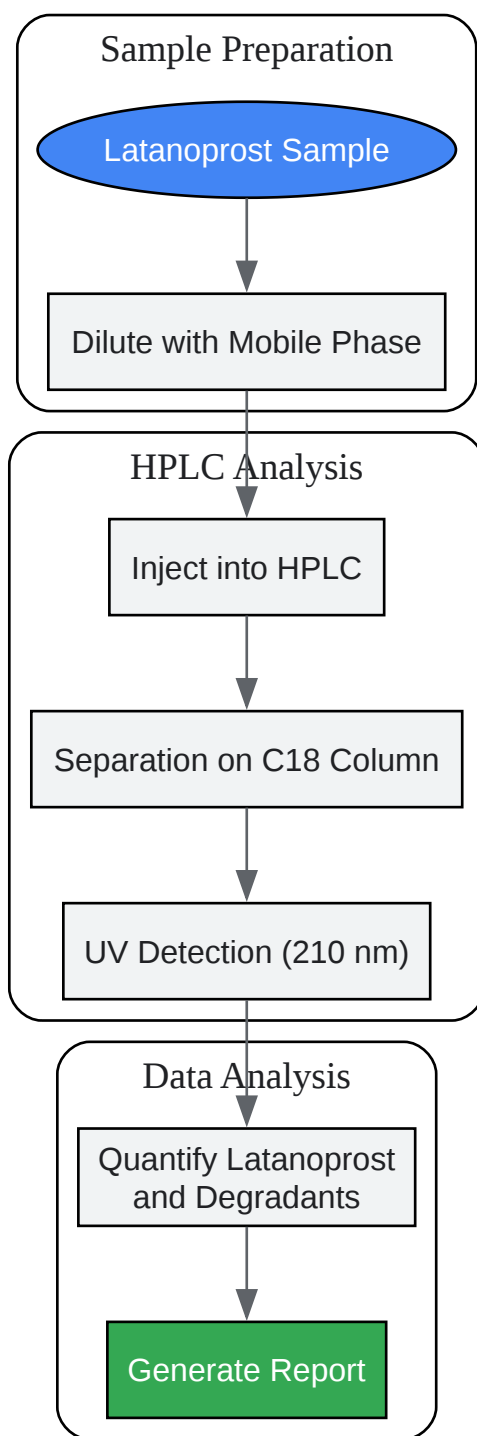 Sample Preparation
Latanoprost Sample
Dilute with Mobile Phase
HPLC Analysis
Inject into HPLC
Separation on C18 Column
UV Detection (210 nm)
Data Analysis
Quantify Latanoprost
and Degradants
Generate Report